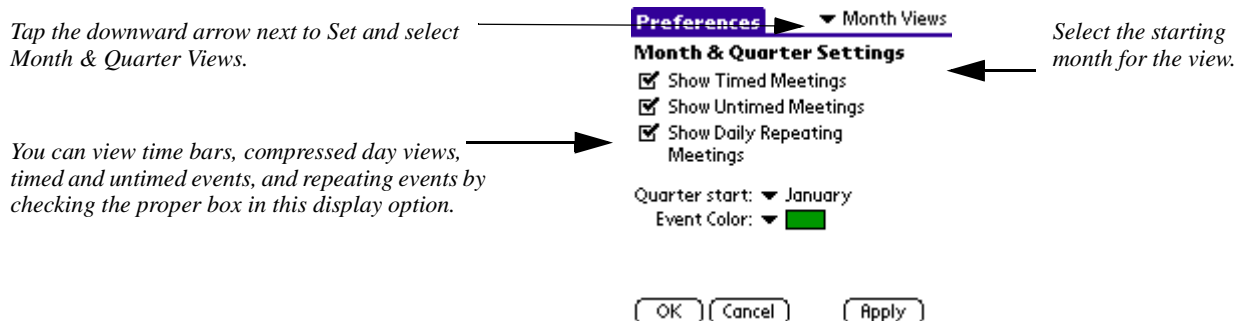 Tap the downward arrow next to Set and select
Month & Quarter Views.
You can view time bars, compressed day views,
timed and untimed events, and repeating events by
checking the proper box in this display option.
Preferences
Month Views
Month & Quarter Settings
Show Timed Meetings
Show Untimed Meetings
Show Daily Repeating
Meetings
Quarter start: January
Event Color:
OK
Cancel
Apply
Select the starting
month for the view.